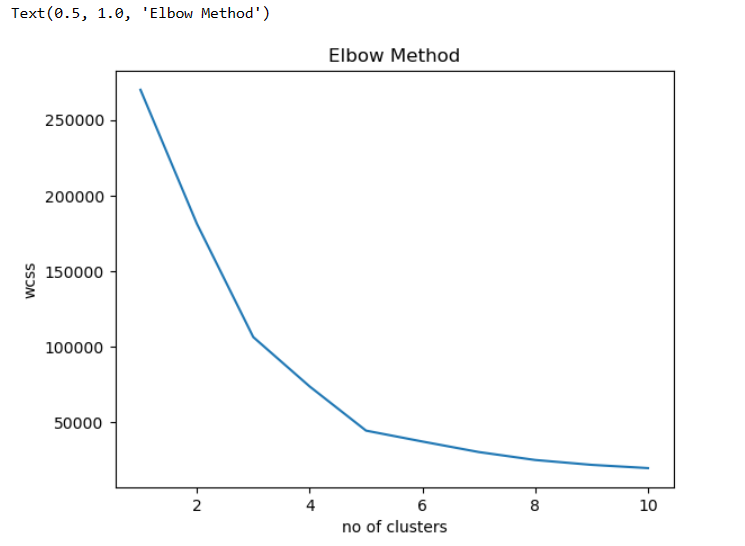 Text(0.5, 1.0, 'Elbow Method')
Elbow Method
250000
200000
150000
100000
50000
wcss
2 4 6 8 10
no of clusters